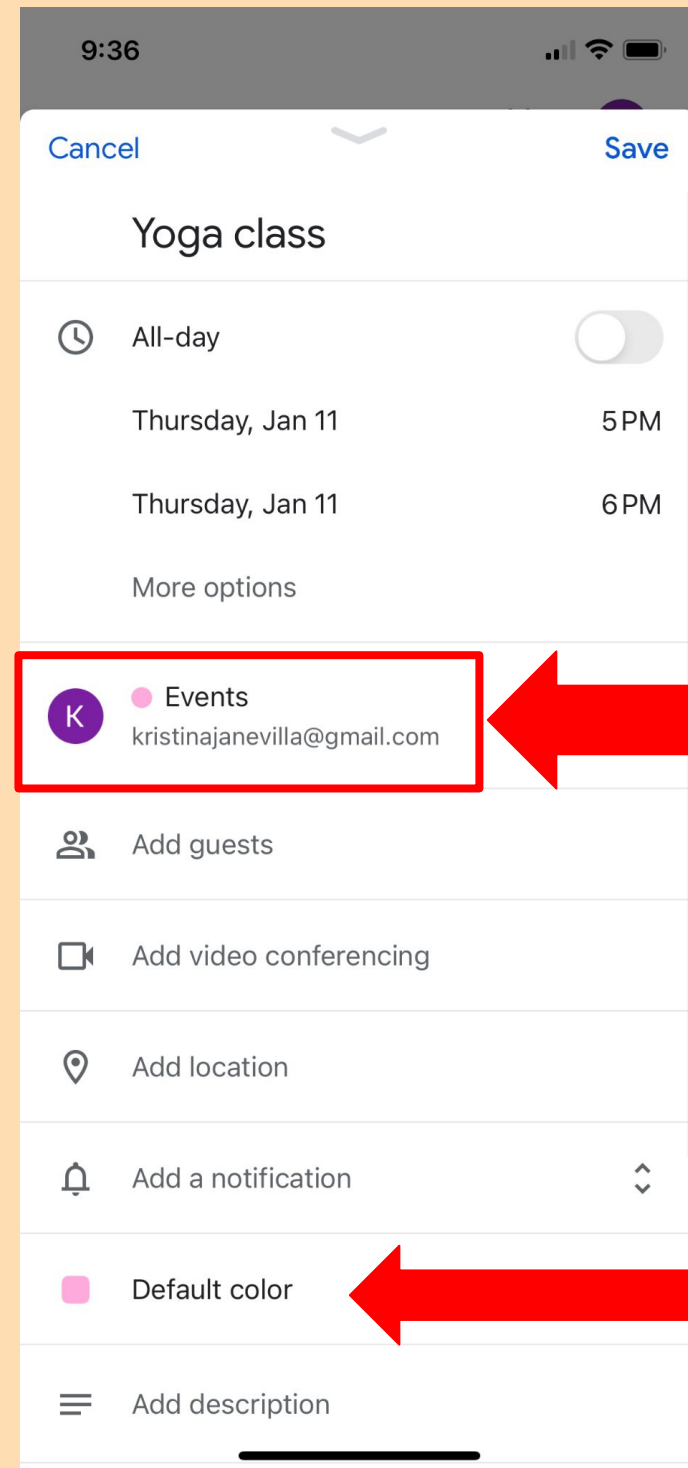 9:36
Cancel
Save
Yoga class
All-day
Thursday, Jan 11 5 PM
Thursday, Jan 11 6 PM
More options
K
Events
kristinajanevilla@gmail.com
Add guests
Add video conferencing
Add location
Add a notification
Default color
Add description